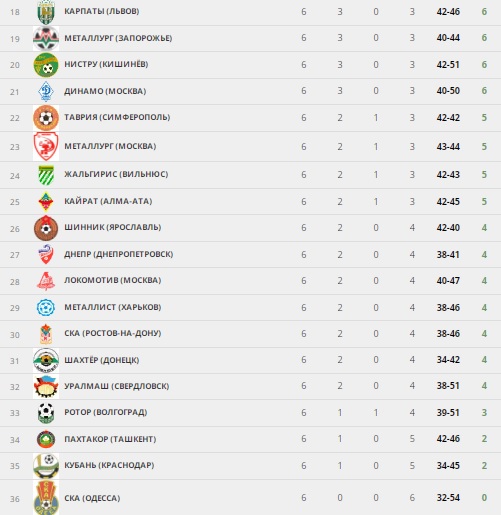 18 КАРПАТЫ (ЛЬВОВ) 6 3 0 3 42-46 6
19 МЕТАЛЛУРГ (ЗАПОРОЖЬЕ) 6 3 0 3 40-44 6
20 НИСТРУ (КИШИНЁВ) 6 3 0 3 42-51 6
21 ДИНАМО (МОСКВА) 6 3 0 3 40-50 6
22 ТАВРИЯ (СИМФЕРОПОЛЬ) 6 2 1 3 42-42 5
23 МЕТАЛЛУРГ (МОСКВА) 6 2 1 3 43-44 5
24 ЖАЛЬГИРИС (ВИЛЬНЮС) 6 2 1 3 42-43 5
25 КАЙРАТ (АЛМА-АТА) 6 2 1 3 42-45 5
26 ШИННИК (ЯРОСЛАВЛЬ) 6 2 0 4 42-40 4
27 ДНЕПР (ДНЕПРОПЕТРОВСК) 6 2 0 4 38-41 4
28 ЛОКОМОТИВ (МОСКВА) 6 2 0 4 40-47 4
29 МЕТАЛЛИСТ (ХАРЬКОВ) 6 2 0 4 38-46 4
30 СКА (РОСТОВ-НА-ДОНУ) 6 2 0 4 38-46 4
31 ШАХТЁР (ДОНЕЦК) 6 2 0 4 34-42 4
32 УРАЛМАШ (СВЕРДЛОВСК) 6 2 0 4 38-51 4
33 РОТОР (ВОЛГОГРАД) 6 1 1 4 39-51 3
34 ПАХТАКОР (ТАШКЕНТ) 6 1 0 5 42-46 2
35 КУБАНЬ (КРАСНОДАР) 6 1 0 5 34-45 2
36 СКА (ОДЕССА) 6 0 0 6 32-54 0